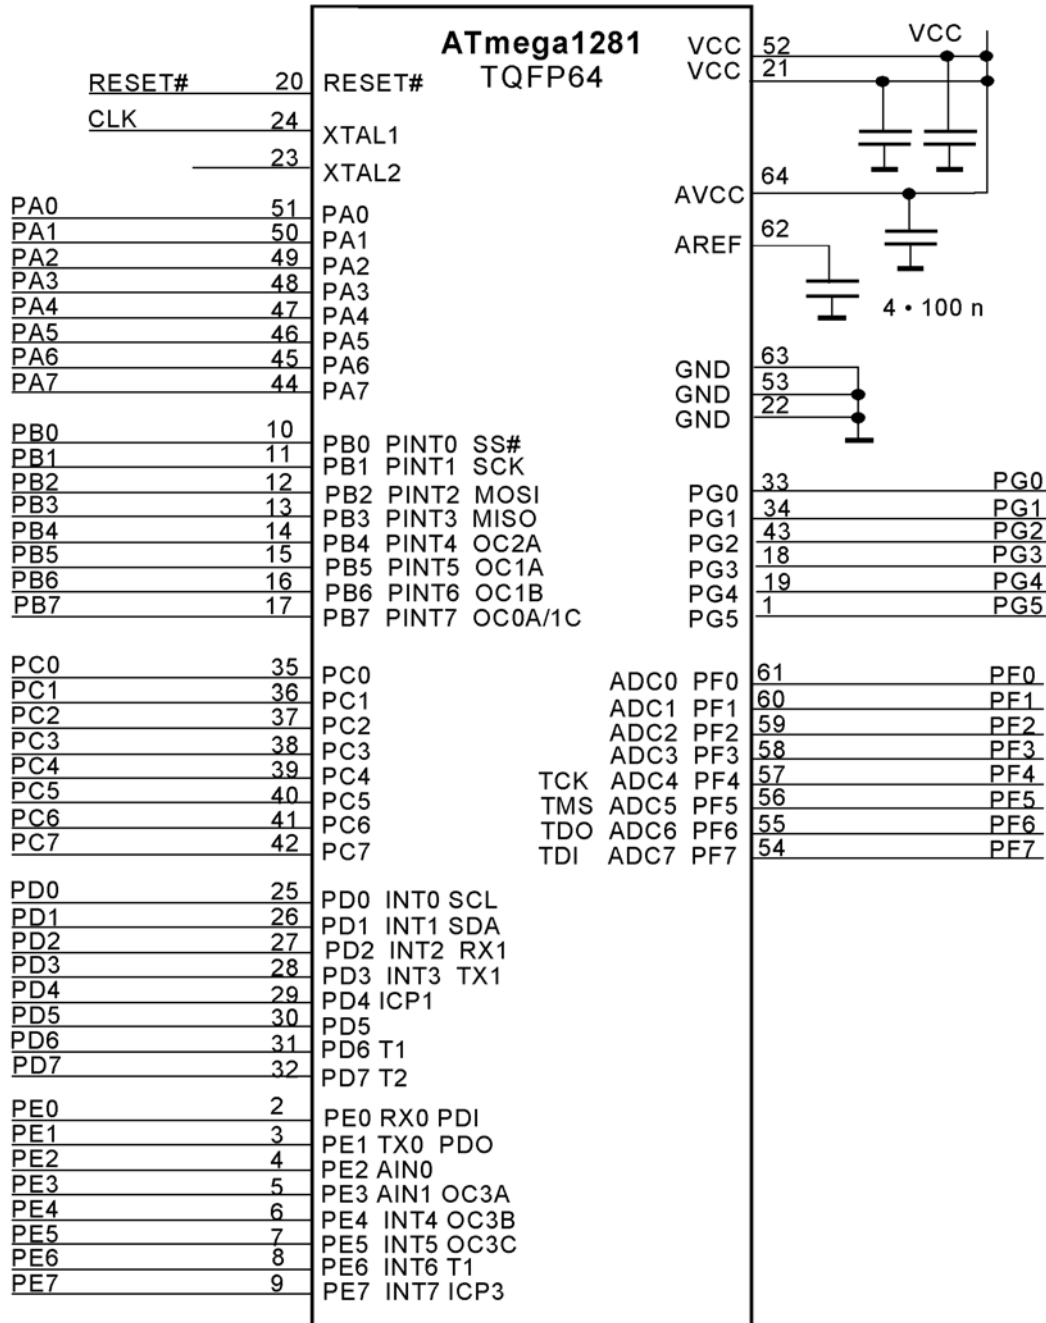 ATmega1281
TQFP64
RESET# 20 RESET#
CLK 24 XTAL1
23 XTAL2
PA0 51 PA0
PA1 50 PA1
PA2 49 PA2
PA3 48 PA3
PA4 47 PA4
PA5 46 PA5
PA6 45 PA6
PA7 44 PA7
PB0 10 PB0 PINT0 SS#
PB1 11 PB1 PINT1 SCK
PB2 12 PB2 PINT2 MOSI
PB3 13 PB3 PINT3 MISO
PB4 14 PB4 PINT4 OC2A
PB5 15 PB5 PINT5 OC1A
PB6 16 PB6 PINT6 OC1B
PB7 17 PB7 PINT7 OC0A/1C
PC0 35 PC0
PC1 36 PC1
PC2 37 PC2
PC3 38 PC3
PC4 39 PC4
PC5 40 PC5
PC6 41 PC6
PC7 42 PC7
PD0 25 PD0 INT0 SCL
PD1 26 PD1 INT1 SDA
PD2 27 PD2 INT2 RX1
PD3 28 PD3 INT3 TX1
PD4 29 PD4 ICP1
PD5 30 PD5
PD6 31 PD6 T1
PD7 32 PD7 T2
PE0 2 PE0 RX0 PDI
PE1 3 PE1 TX0 PDO
PE2 4 PE2 AIN0
PE3 5 PE3 AIN1 OC3A
PE4 6 PE4 INT4 OC3B
PE5 7 PE5 INT5 OC3C
PE6 8 PE6 INT6 T1
PE7 9 PE7 INT7 ICP3
VCC
VCC 52
VCC 21
AVCC 64
AREF 62
4 • 100 n
GND 63
GND 53
GND 22
PG0 33 PG0
PG1 34 PG1
PG2 43 PG2
PG3 18 PG3
PG4 19 PG4
PG5 1 PG5
ADC0 PF0 61 PF0
ADC1 PF1 60 PF1
ADC2 PF2 59 PF2
ADC3 PF3 58 PF3
TCK ADC4 PF4 57 PF4
TMS ADC5 PF5 56 PF5
TDO ADC6 PF6 55 PF6
TDI ADC7 PF7 54 PF7